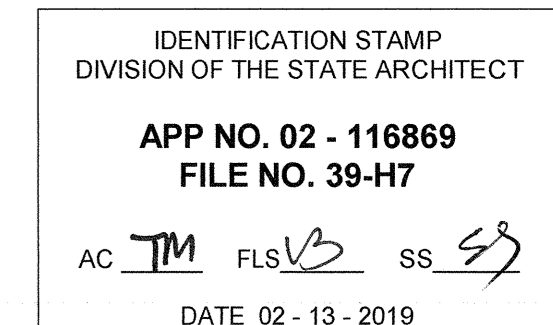 IDENTIFICATION STAMP
DIVISION OF THE STATE ARCHITECT
APP NO. 02 - 116869
FILE NO. 39-H7
AC TM FLS VB SS
DATE 02 - 13 - 2019